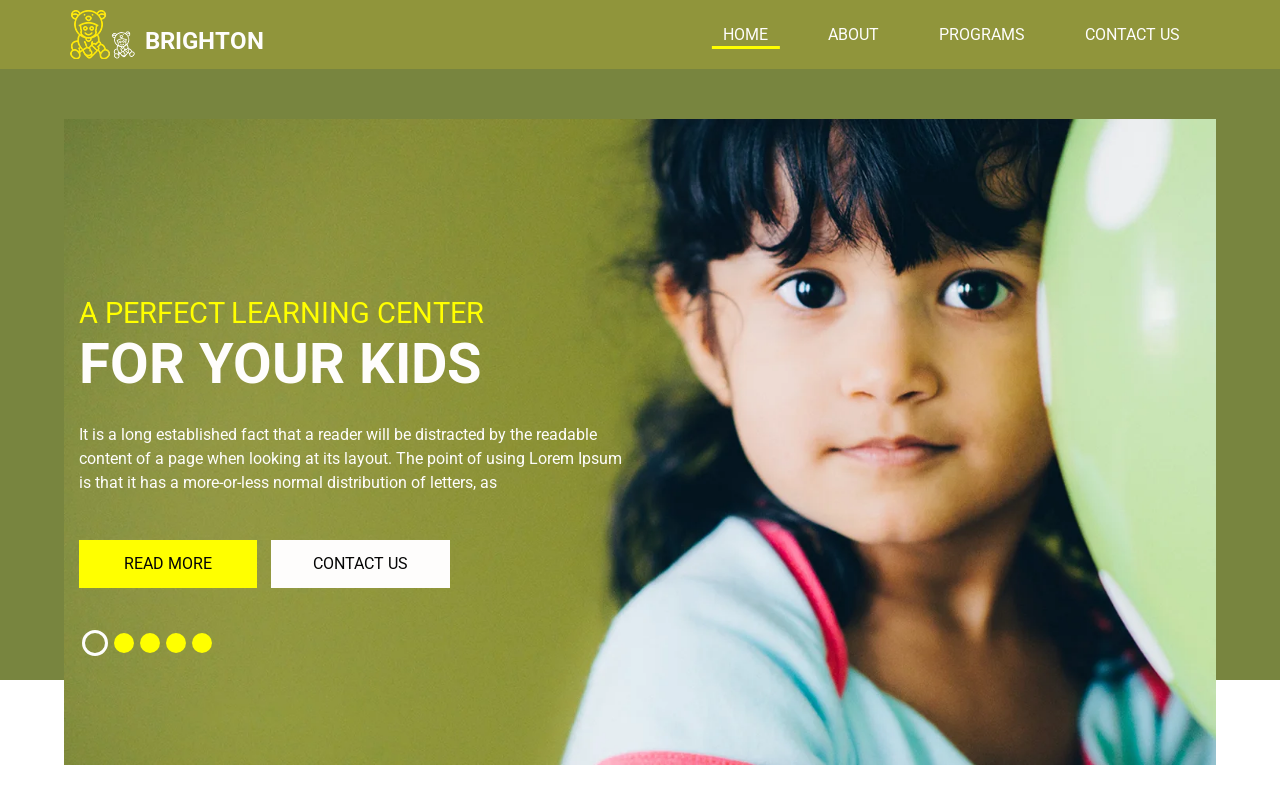 BRIGHTON
HOME
ABOUT
PROGRAMS
CONTACT US
A PERFECT LEARNING CENTER
FOR YOUR KIDS
It is a long established fact that a reader will be distracted by the readable
content of a page when looking at its layout. The point of using Lorem Ipsum
is that it has a more-or-less normal distribution of letters, as
READ MORE
CONTACT US